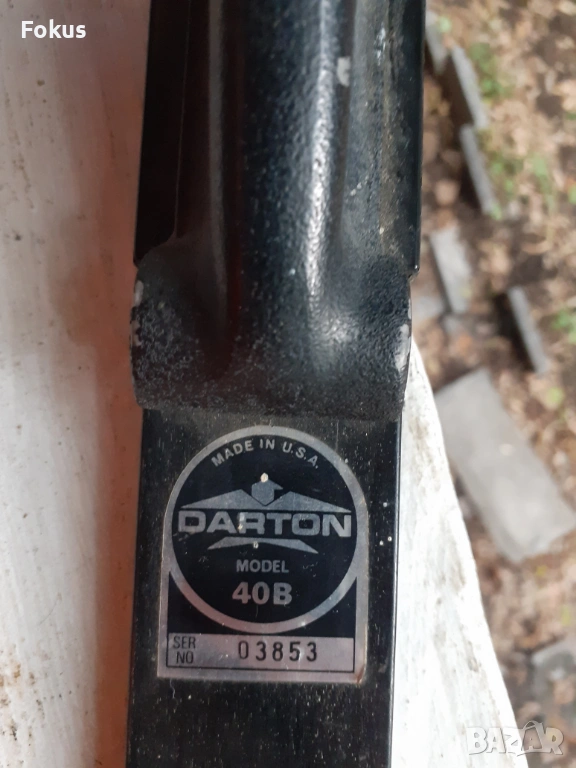 Fokus
MADE IN U.S.A.
DARTON
MODEL
40B
SER
NO
03853
BAZAR